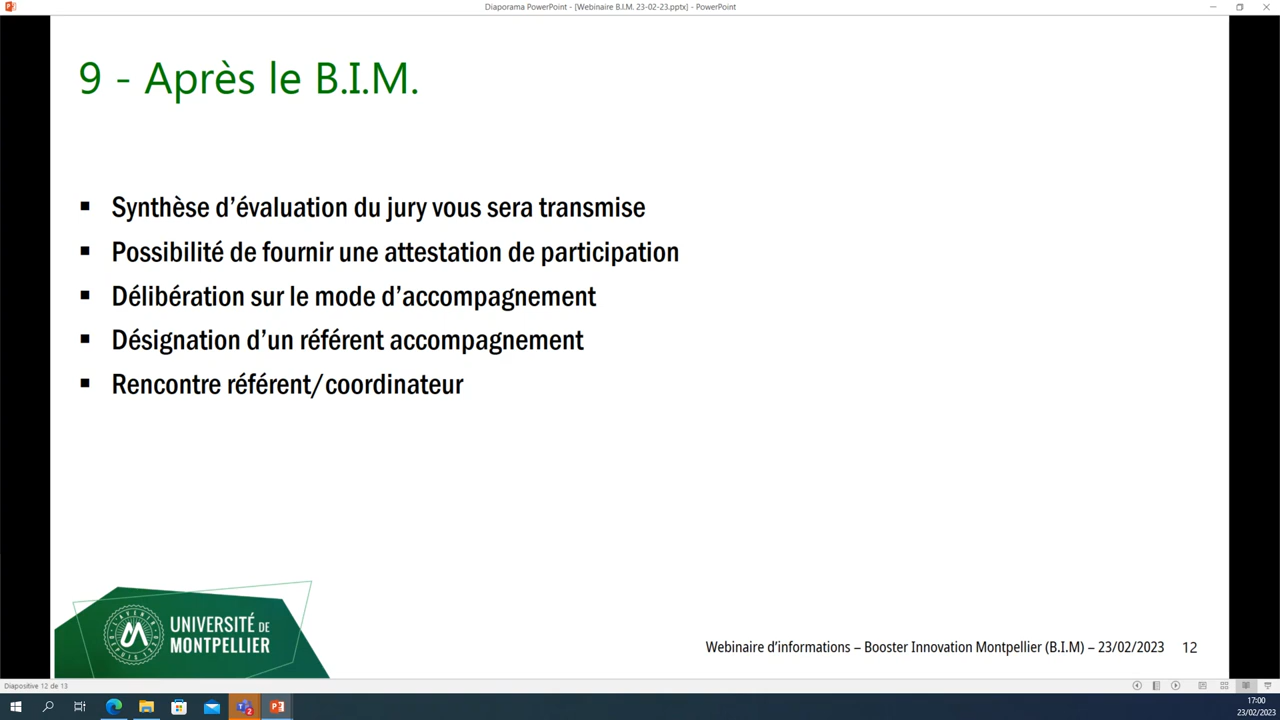 Diaporama PowerPoint - [Webinaire B.I.M. 23-02-23.pptx] - PowerPoint
9 - Après le B.I.M.
▪ Synthèse d’évaluation du jury vous sera transmise
▪ Possibilité de fournir une attestation de participation
▪ Délibération sur le mode d’accompagnement
▪ Désignation d’un référent accompagnement
▪ Rencontre référent/coordinateur
UNIVERSITÉ DE
MONTPELLIER
Webinaire d’informations – Booster Innovation Montpellier (B.I.M) – 23/02/2023 12
Diapositive 12 de 13
17:00
23/02/2023